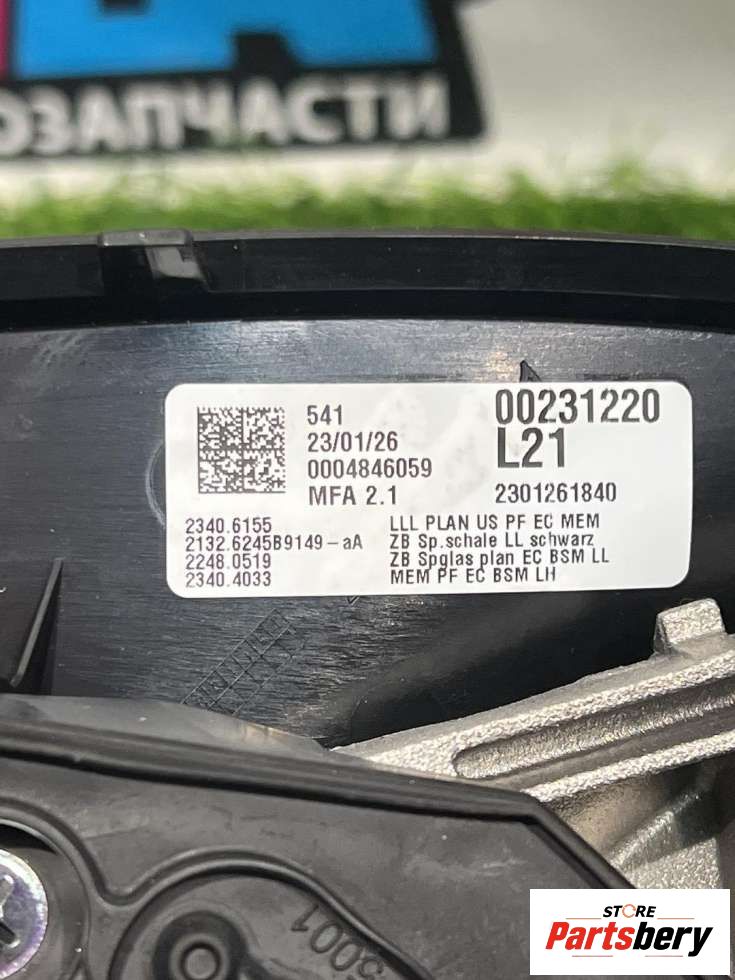 ОЗАПЧАСТИ
541
23/01/26
0004846059
MFA 2.1
00231220
L21
2301261840
2340.6155 LLL PLAN US PF EC MEM
2132.6245B9149-aA ZB Sp.schale LL schwarz
2248.0519 ZB Spglas plan EC BSM LL
2340.4033 MEM PF EC BSM LH
5001
STORE
Partsbery